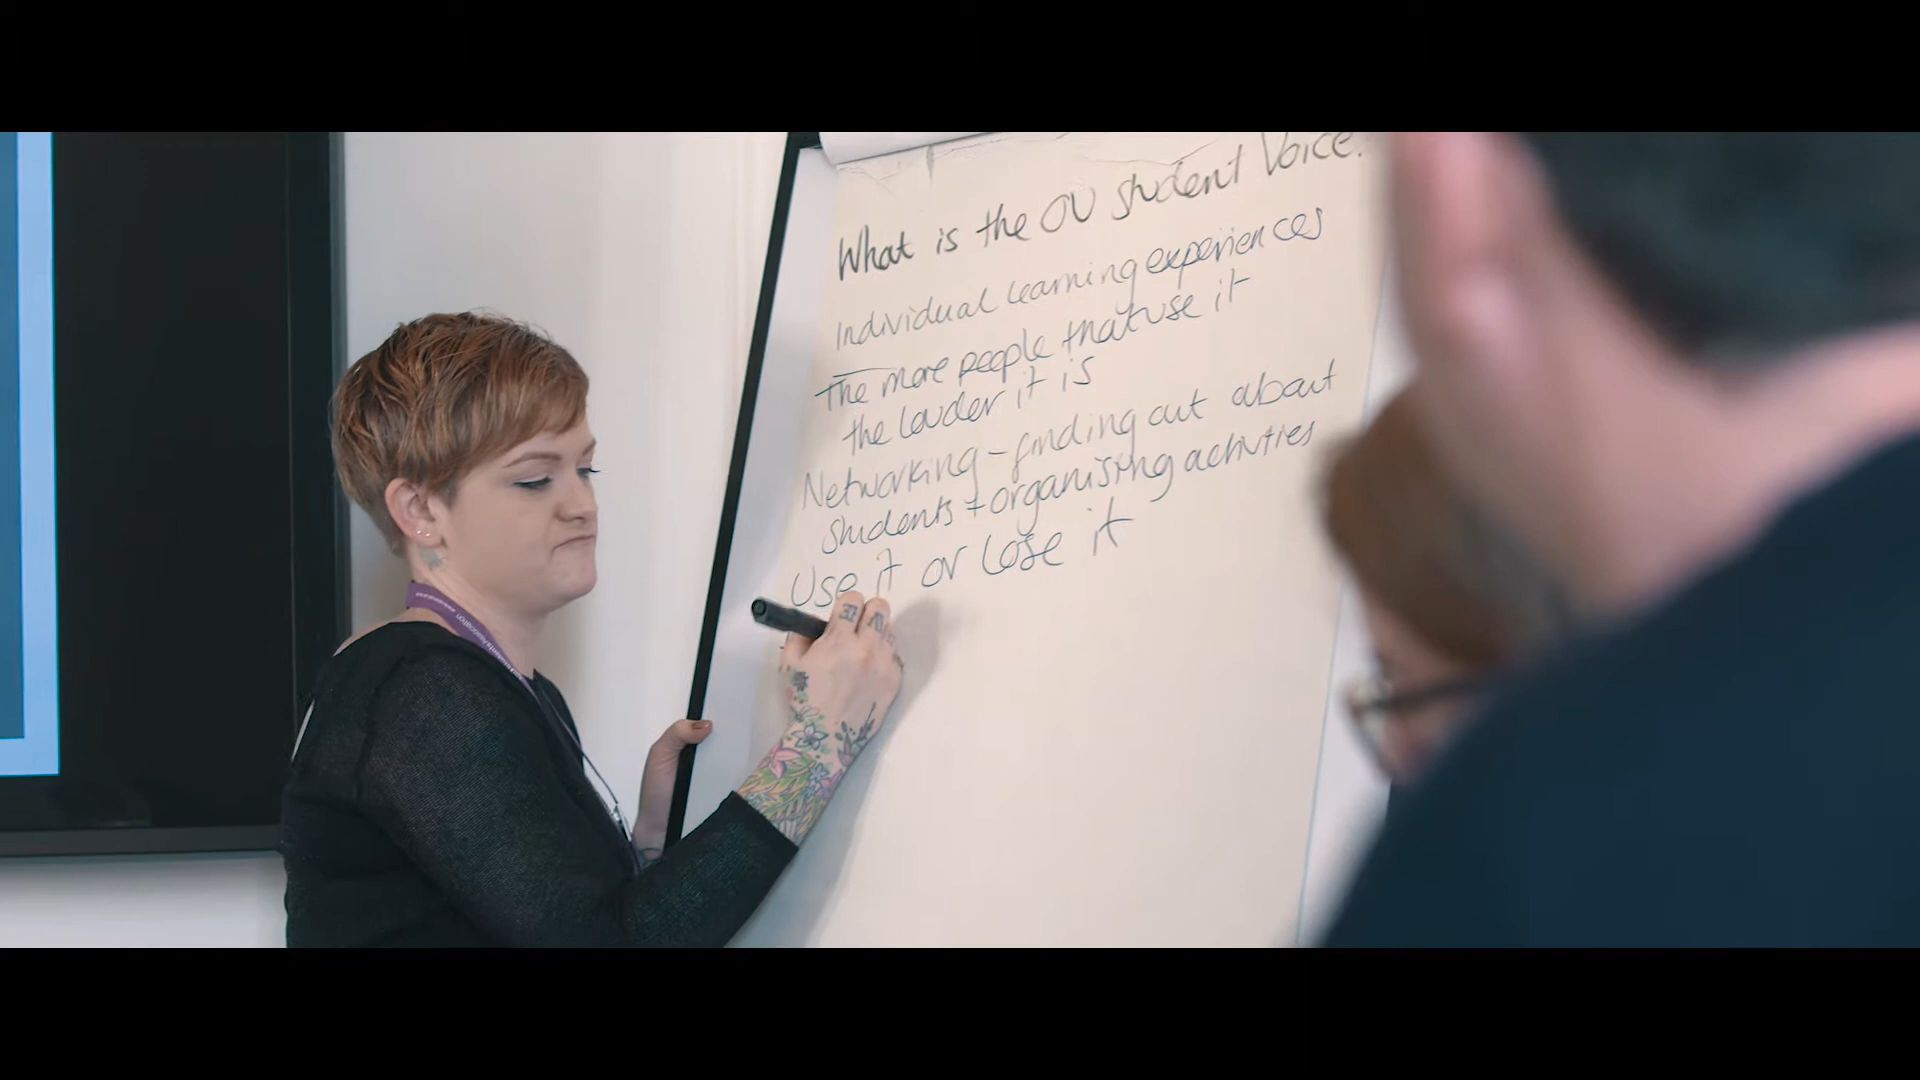 What is the OU Student Voice.
Individual learning experiences
The more people that use it
the louder it is
Networking - finding out about
students + organising activities
Use it or lose it